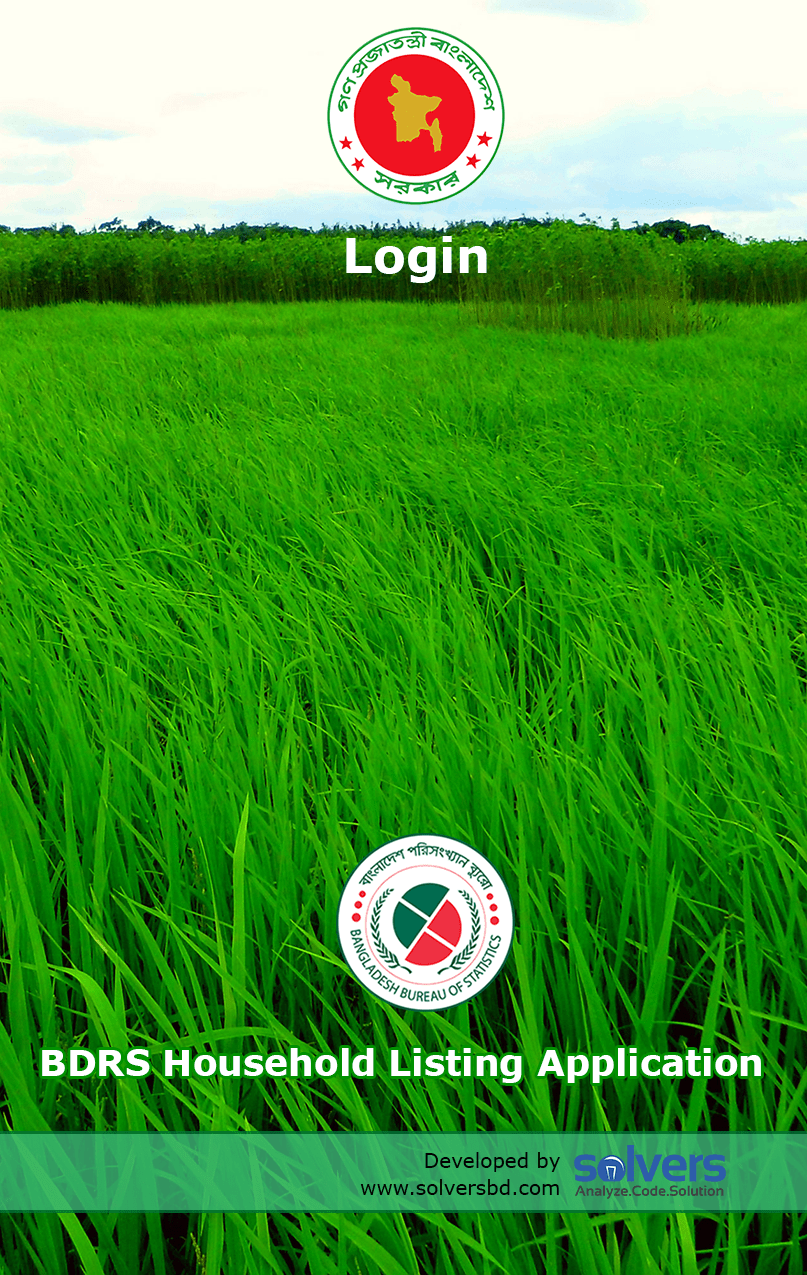 গণ প্রজাতন্ত্রী বাংলাদেশ
সরকার
Login
বাংলাদেশ পরিসংখ্যান ব্যুরো
BANGLADESH BUREAU OF STATISTICS
BDRS Household Listing Application
Developed by
www.solversbd.com
solvers
Analyze.Code.Solution